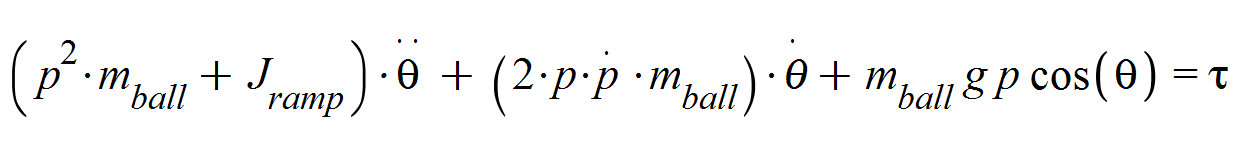 (p²·m_ball + J_ramp)·θ̈ + (2·p·ṗ·m_ball)·θ̇ + m_ball g p cos(θ) = τ